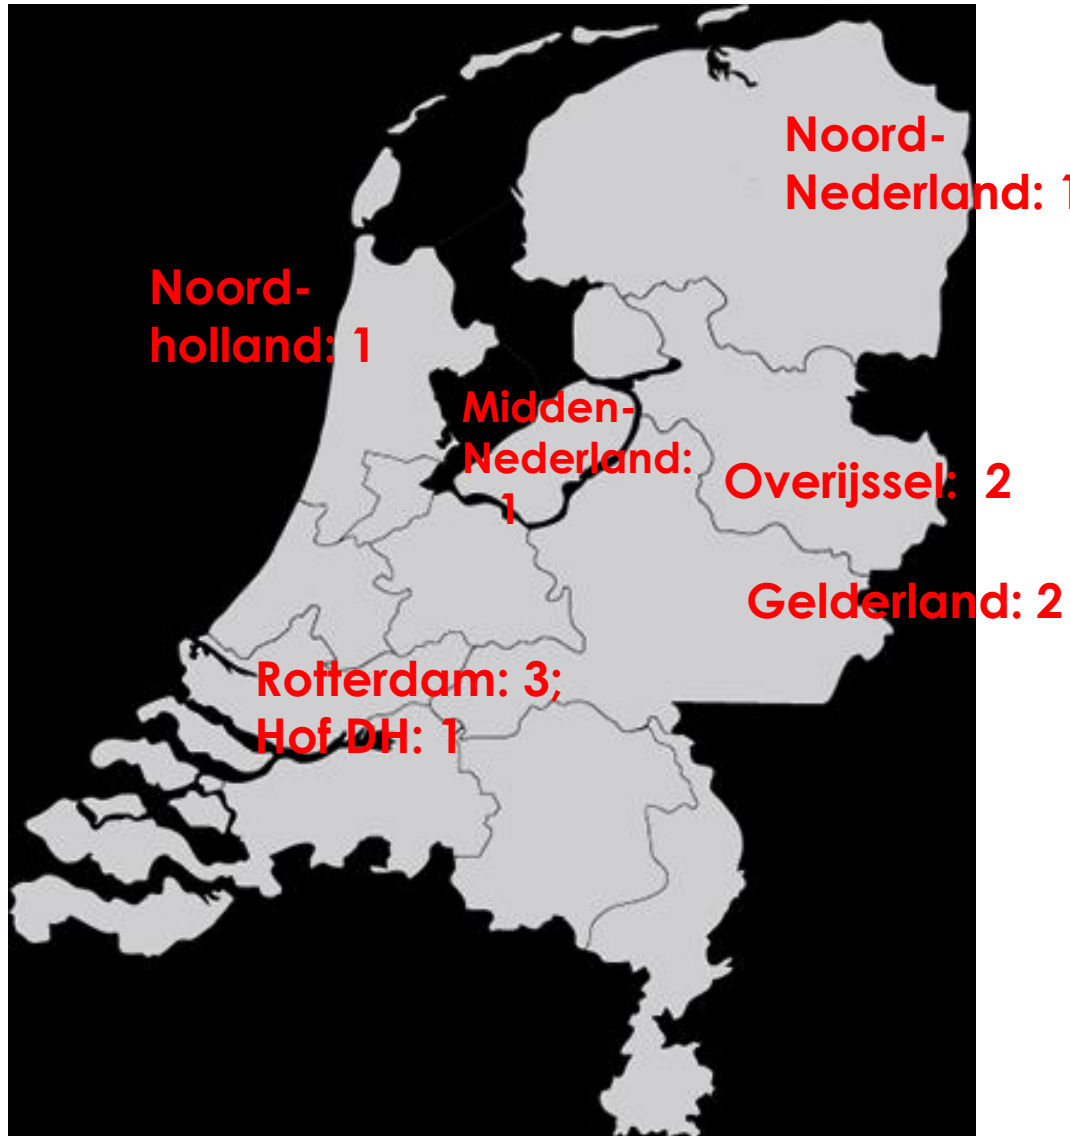 Noord-
Nederland: 1
Noord-
holland: 1
Midden-
Nederland:
1
Overijssel: 2
Gelderland: 2
Rotterdam: 3;
Hof DH: 1